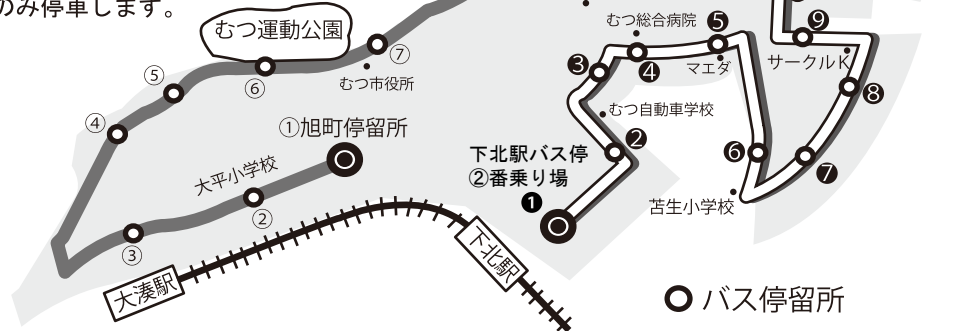 のみ停車します。
むつ運動公園
⑦
むつ市役所
⑥
⑤
④
①旭町停留所
大平小学校
②
③
大湊駅
下北駅
下北駅バス停
②番乗り場
❶
❷
むつ自動車学校
❸
むつ総合病院
❹
❺
マエダ
❻
苫生小学校
❼
❽
サークルK
❾
バス停留所